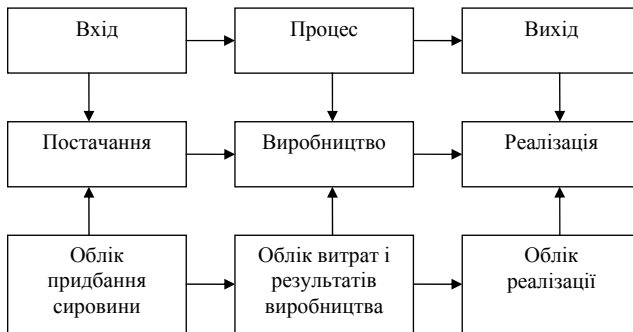 Вхід
Процес
Вихід
Постачання
Виробництво
Реалізація
Облік
придбання
сировини
Облік витрат і
результатів
виробництва
Облік
реалізації